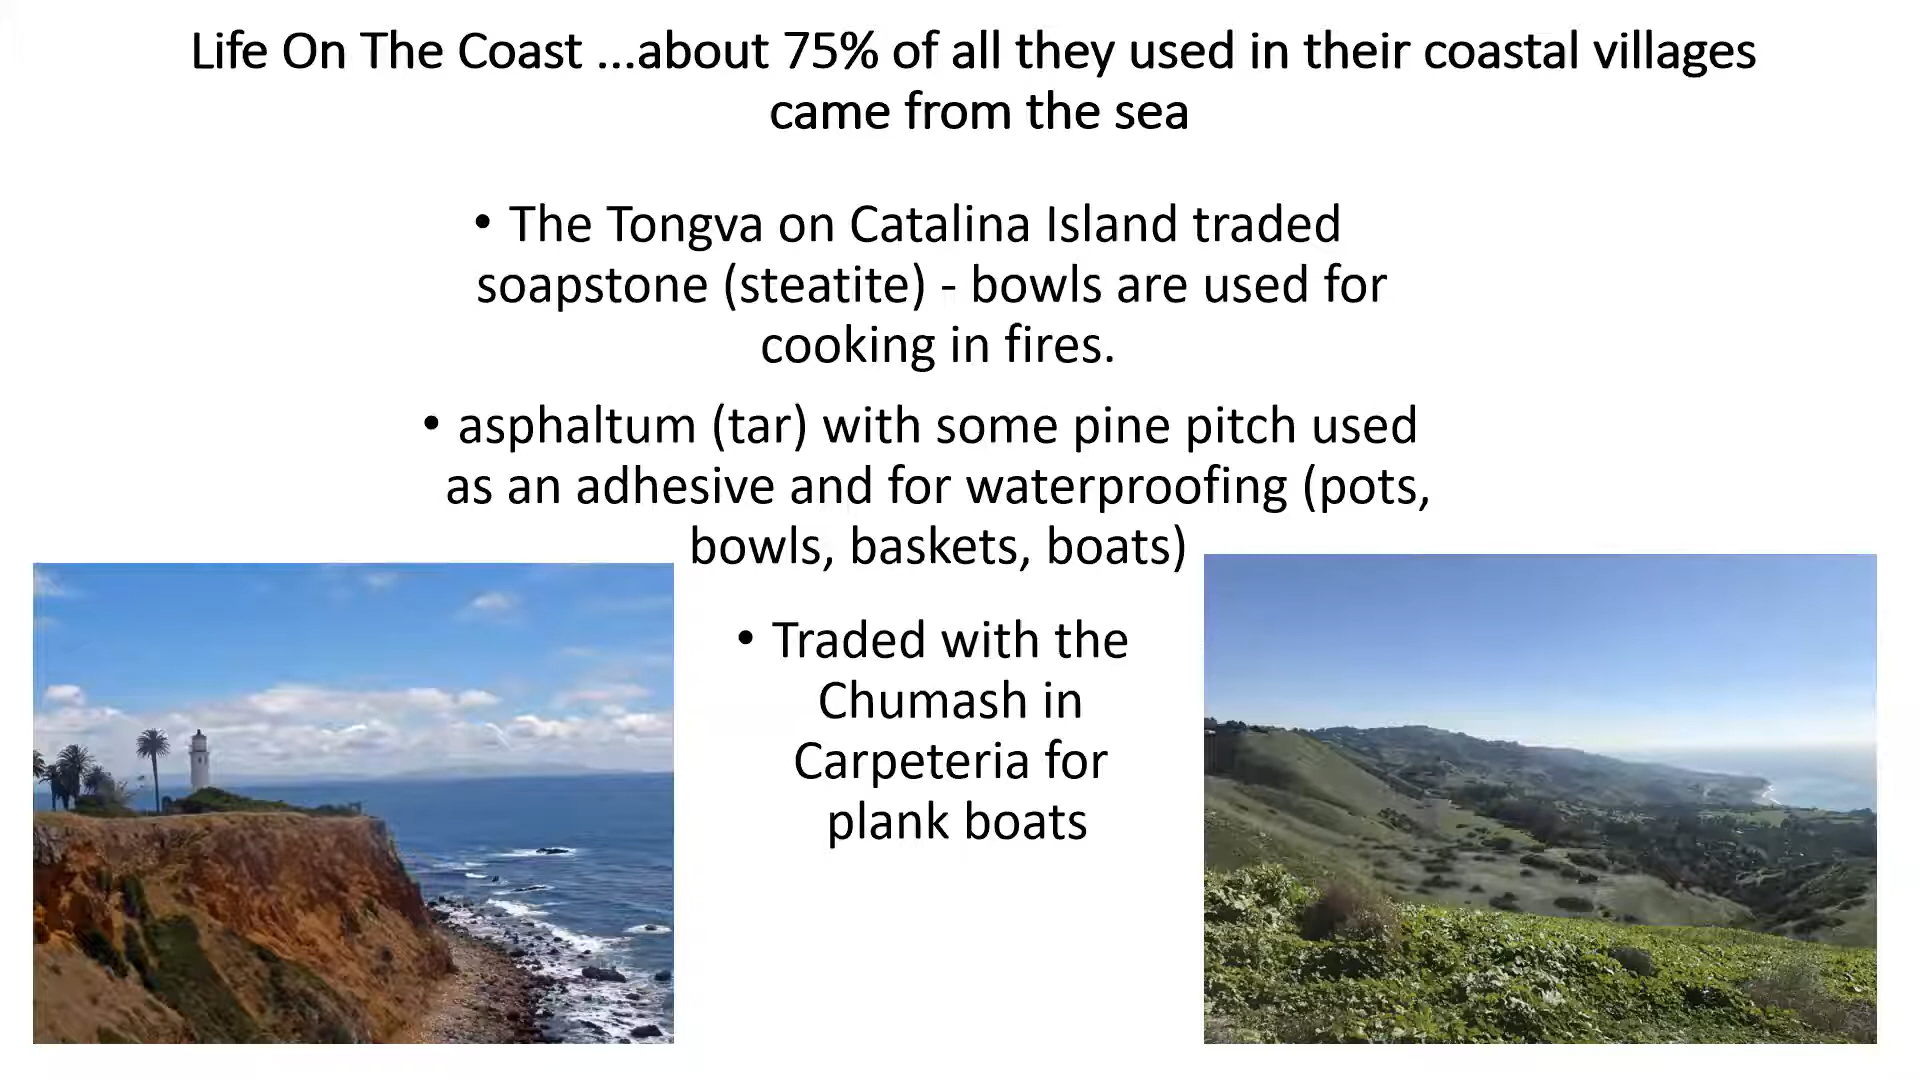 Life On The Coast ...about 75% of all they used in their coastal villages
came from the sea
• The Tongva on Catalina Island traded
soapstone (steatite) - bowls are used for
cooking in fires.
• asphaltum (tar) with some pine pitch used
as an adhesive and for waterproofing (pots,
bowls, baskets, boats)
• Traded with the
Chumash in
Carpeteria for
plank boats